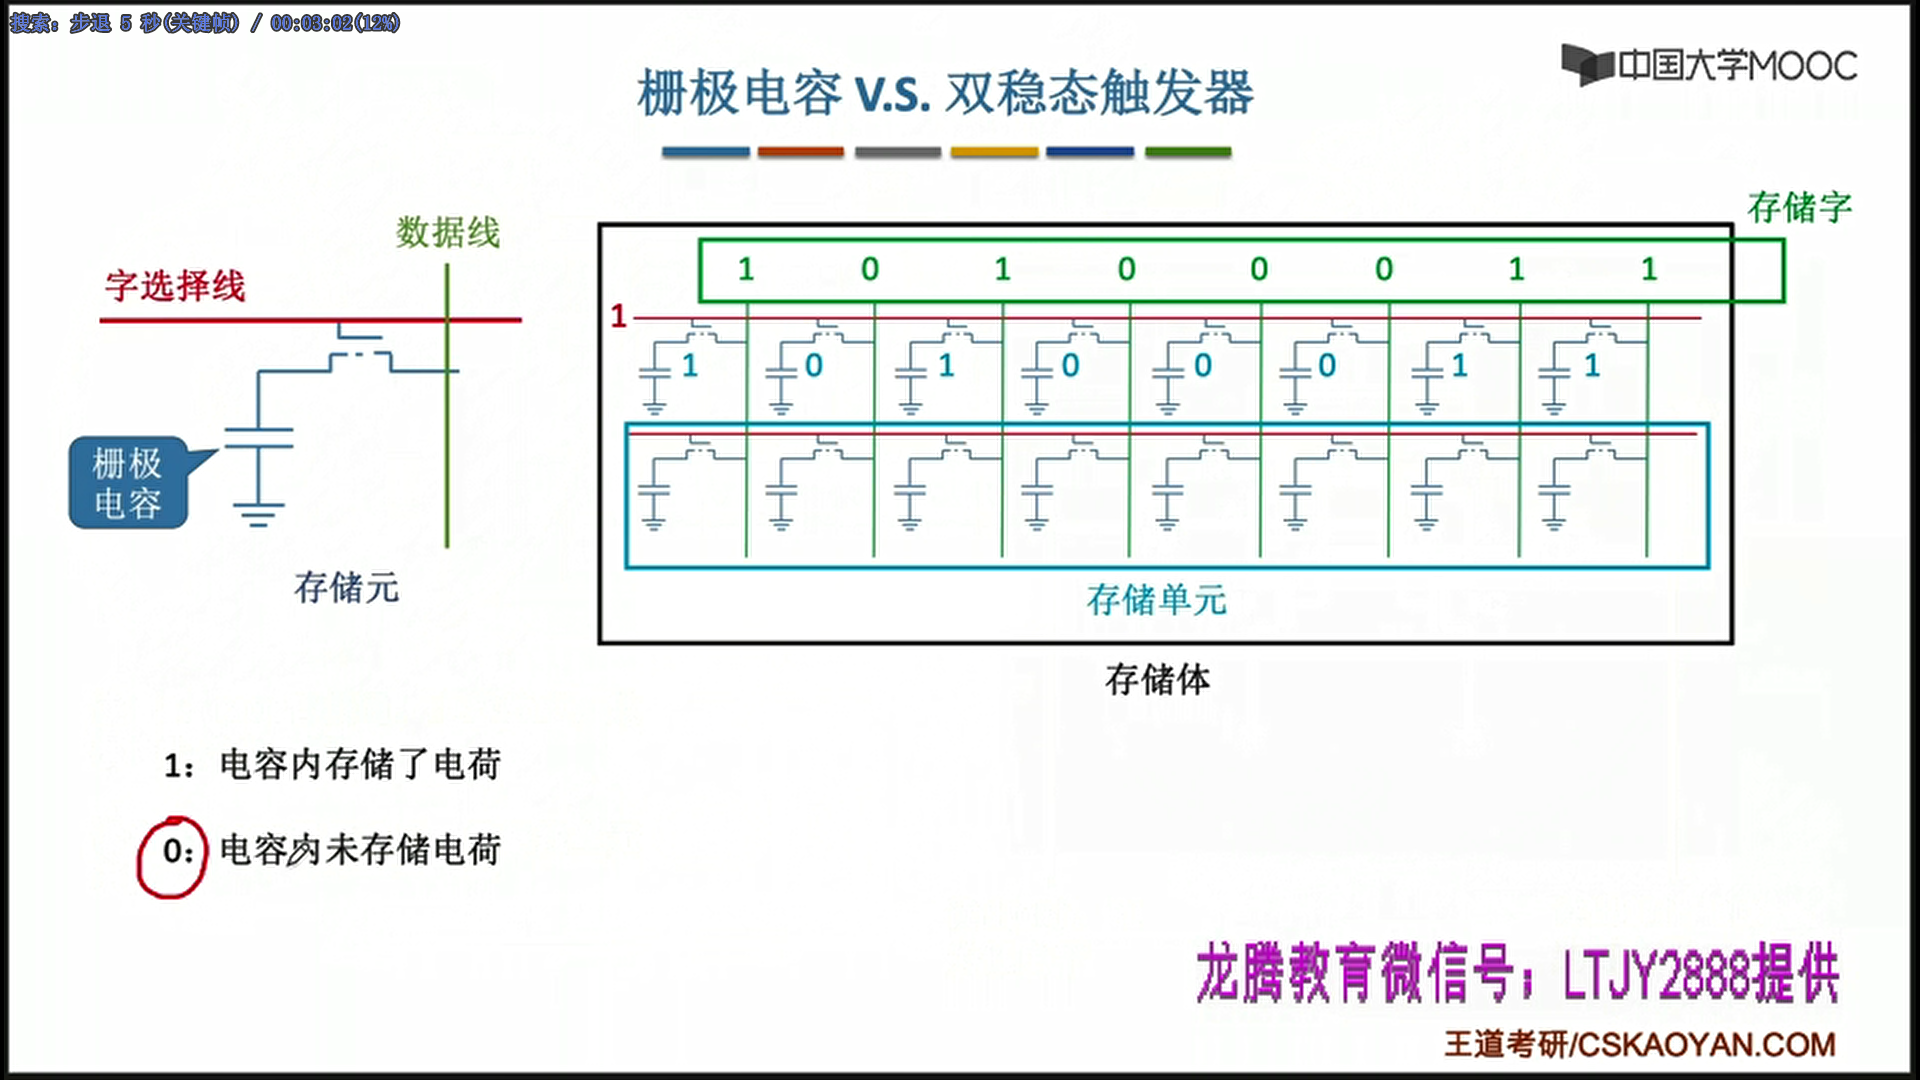 搜索: 步退 5 秒(关键帧) / 00:03:02(12%)
中国大学MOOC
栅极电容 V.S. 双稳态触发器
数据线
字选择线
栅极
电容
存储元
存储字
1 0 1 0 0 0 1 1
1
1 0 1 0 0 0 1 1
存储单元
存储体
1：电容内存储了电荷
0：电容内未存储电荷
龙腾教育微信号：LTJY2888提供
王道考研/CSKAOYAN.COM